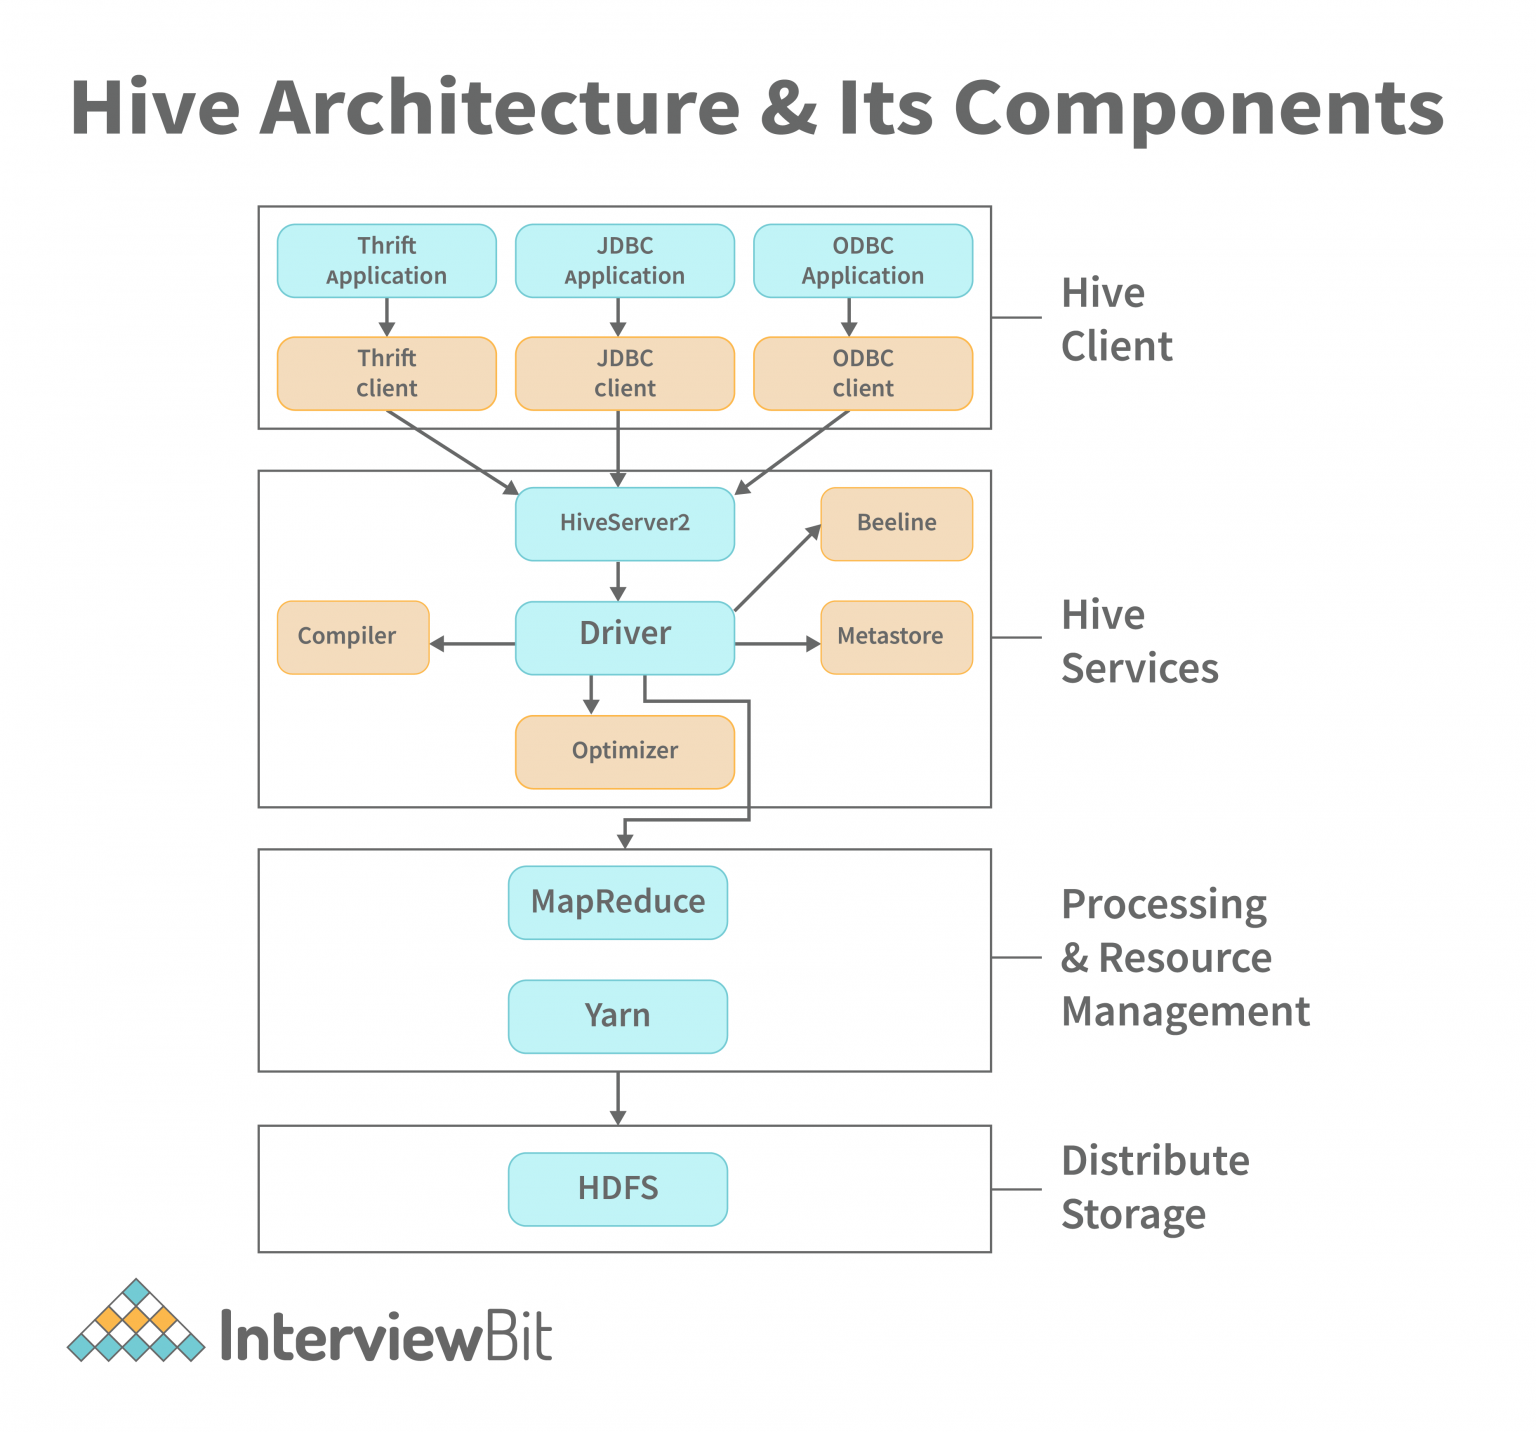 Hive Architecture & Its Components
Thrift
Application
JDBC
Application
ODBC
Application
Thrift
client
JDBC
client
ODBC
client
Hive
Client
HiveServer2
Beeline
Compiler
Driver
Metastore
Optimizer
Hive
Services
MapReduce
Yarn
Processing
& Resource
Management
HDFS
Distribute
Storage
InterviewBit